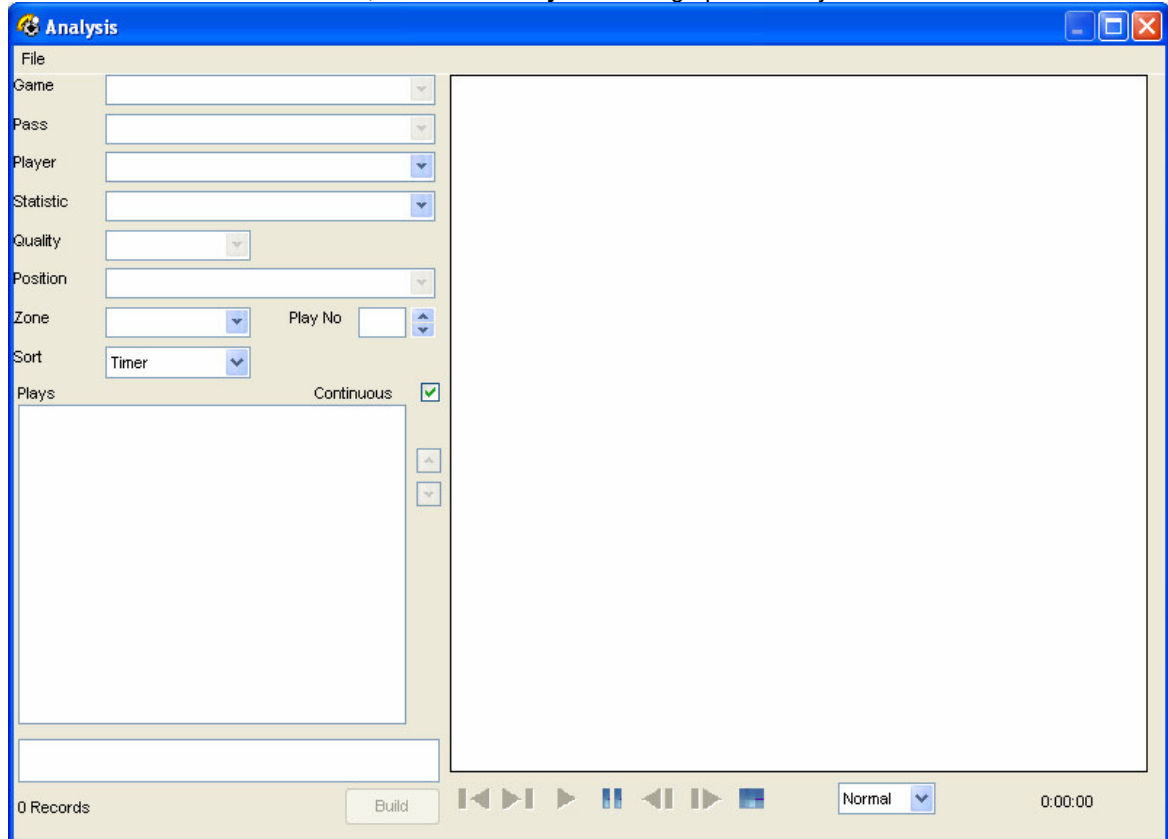 Analysis
File
Game
Pass
Player
Statistic
Quality
Position
Zone Play No
Sort Timer
Plays Continuous
0 Records Build Normal 0:00:00